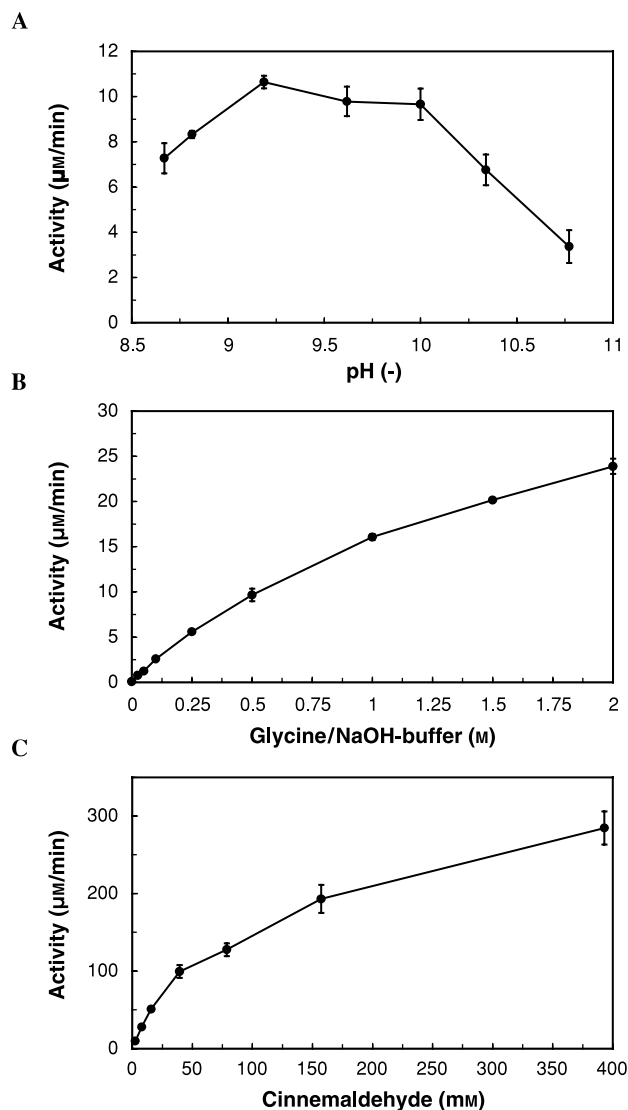 A
12
10
8
6
4
2
0
Activity (µM/min)
8.5 9 9.5 10 10.5 11
pH (-)
B
30
25
20
15
10
5
0
Activity (µM/min)
0 0.25 0.5 0.75 1 1.25 1.5 1.75 2
Glycine/NaOH-buffer (M)
C
300
200
100
0
Activity (µM/min)
0 50 100 150 200 250 300 350 400
Cinnemaldehyde (mM)